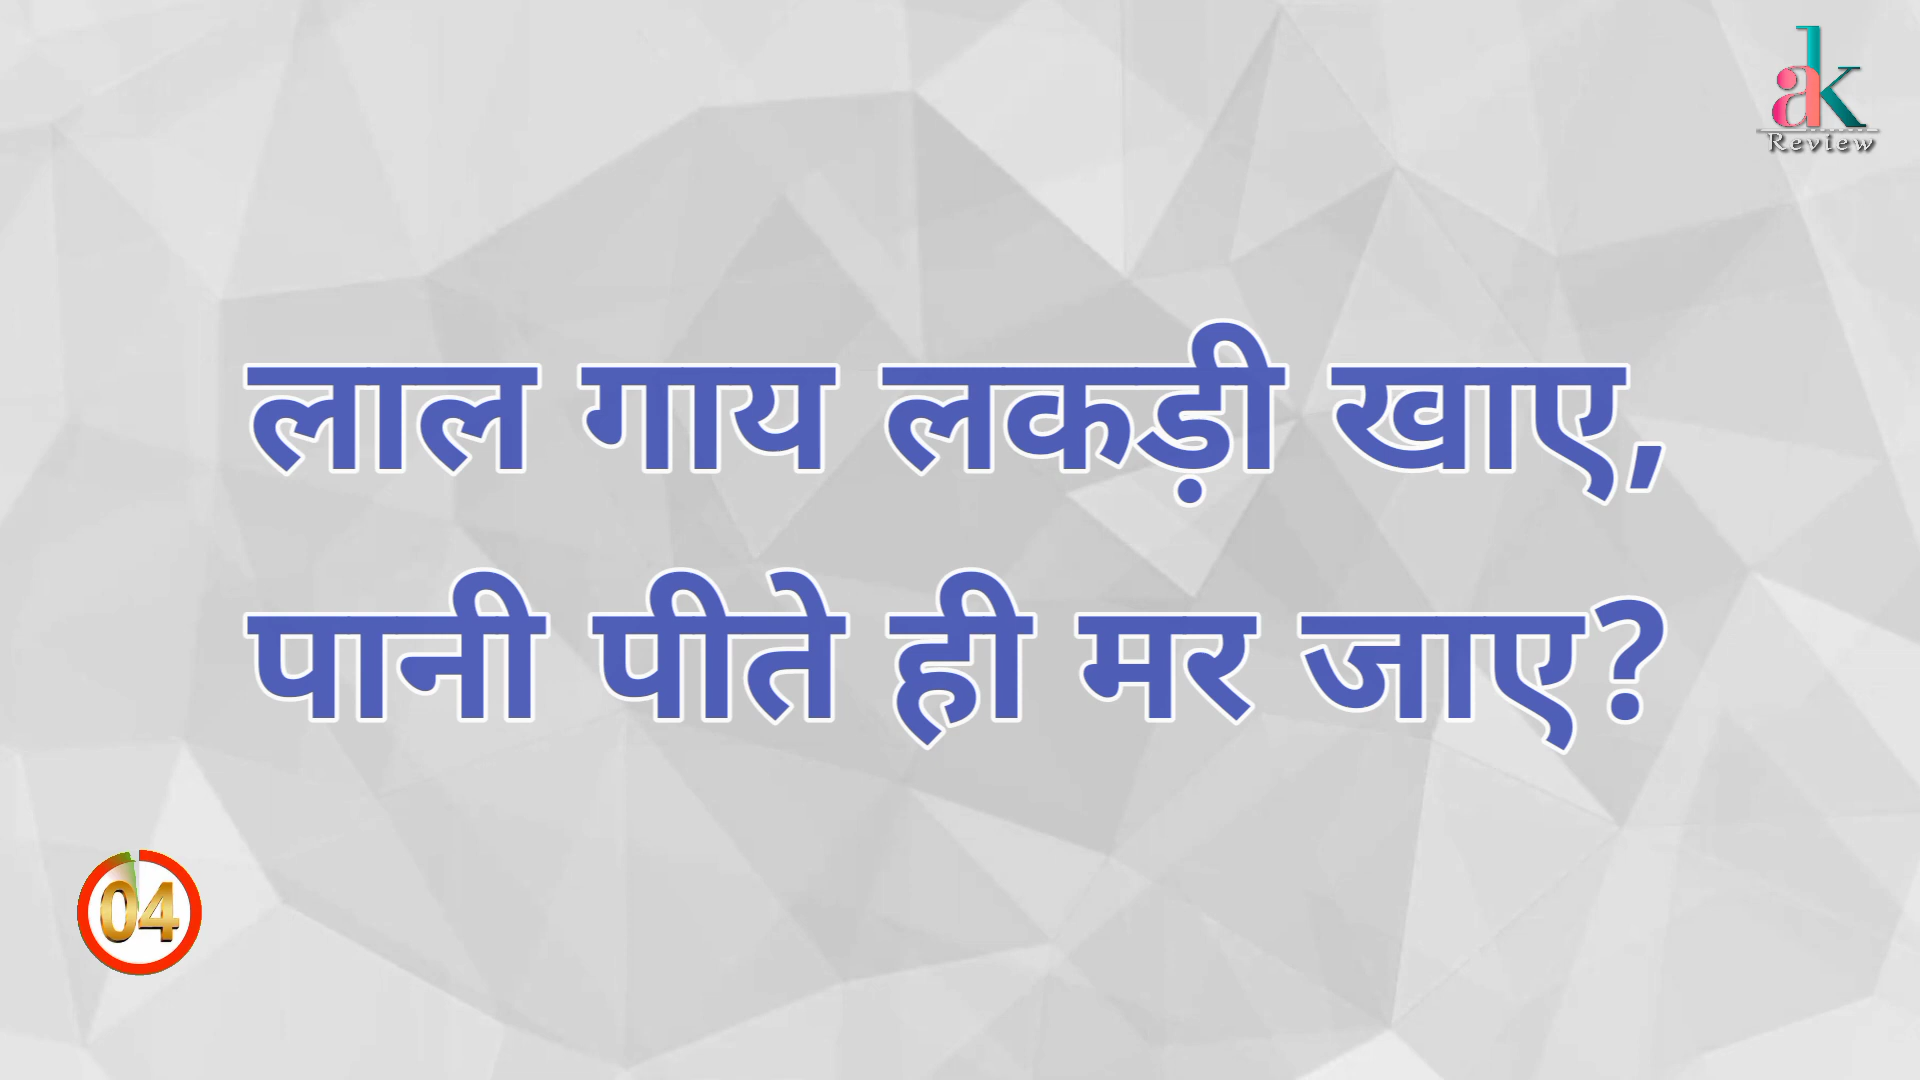 ak
Review
लाल गाय लकड़ी खाए,
पानी पीते ही मर जाए?
04